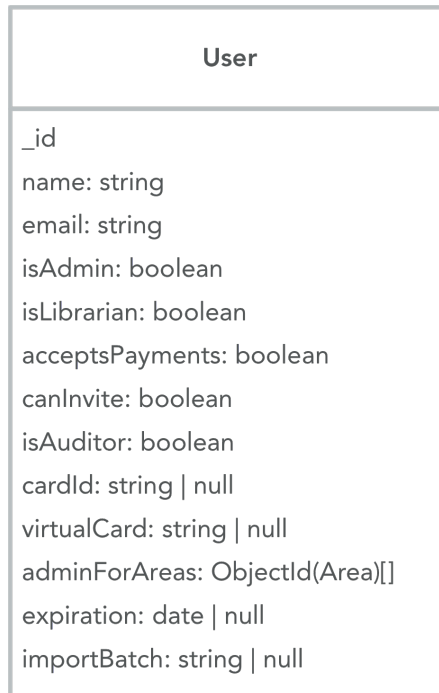 User
_id
name: string
email: string
isAdmin: boolean
isLibrarian: boolean
acceptsPayments: boolean
canInvite: boolean
isAuditor: boolean
cardId: string | null
virtualCard: string | null
adminForAreas: ObjectId(Area)[]
expiration: date | null
importBatch: string | null